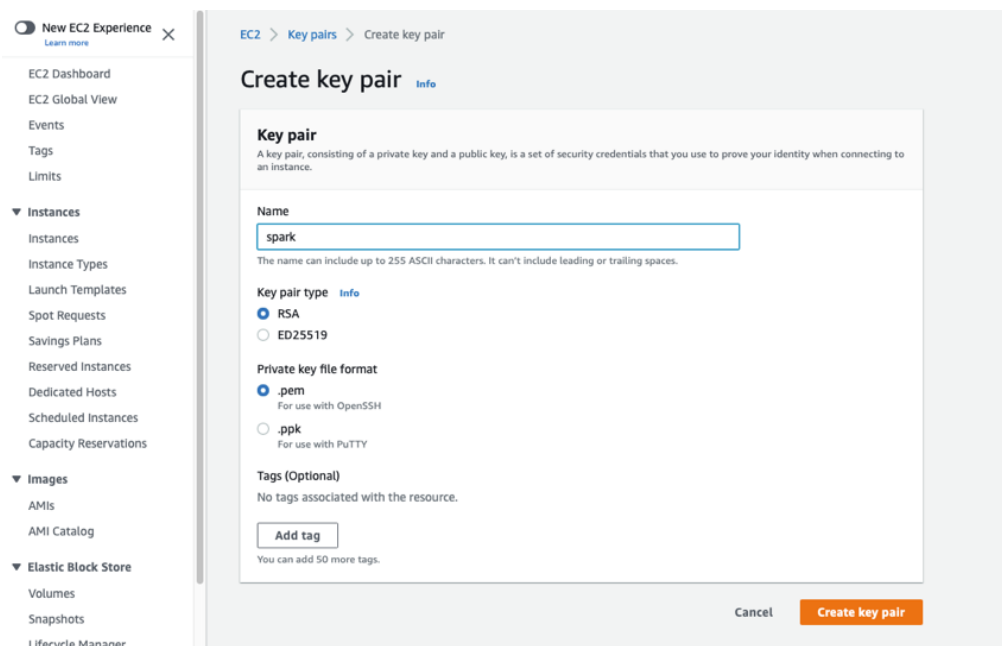 New EC2 Experience
Learn more
EC2 Dashboard
EC2 Global View
Events
Tags
Limits
Instances
Instances
Instance Types
Launch Templates
Spot Requests
Savings Plans
Reserved Instances
Dedicated Hosts
Scheduled Instances
Capacity Reservations
Images
AMIs
AMI Catalog
Elastic Block Store
Volumes
Snapshots
Lifecycle Manager
EC2 > Key pairs > Create key pair
Create key pair Info
Key pair
A key pair, consisting of a private key and a public key, is a set of security credentials that you use to prove your identity when connecting to
an instance.
Name
spark
The name can include up to 255 ASCII characters. It can't include leading or trailing spaces.
Key pair type Info
RSA
ED25519
Private key file format
.pem
For use with OpenSSH
.ppk
For use with PuTTY
Tags (Optional)
No tags associated with the resource.
Add tag
You can add 50 more tags.
Cancel Create key pair